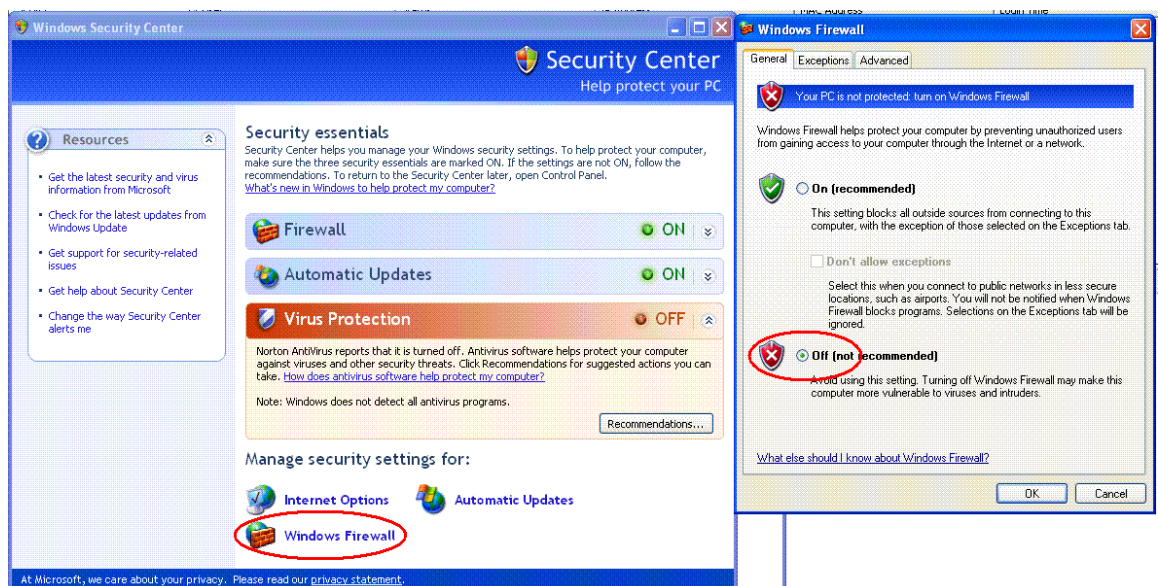 MAC Address
Login Time
Windows Security Center
Security Center
Help protect your PC
Resources
Get the latest security and virus
information from Microsoft
Check for the latest updates from
Windows Update
Get support for security-related
issues
Get help about Security Center
Change the way Security Center
alerts me
Security essentials
Security Center helps you manage your Windows security settings. To help protect your computer,
make sure the three security essentials are marked ON. If the settings are not ON, follow the
recommendations. To return to the Security Center later, open Control Panel.
What's new in Windows to help protect my computer?
Firewall ON
Automatic Updates ON
Virus Protection OFF
Norton AntiVirus reports that it is turned off. Antivirus software helps protect your computer
against viruses and other security threats. Click Recommendations for suggested actions you can
take. How does antivirus software help protect my computer?
Note: Windows does not detect all antivirus programs.
Recommendations...
Manage security settings for:
Internet Options Automatic Updates
Windows Firewall
At Microsoft, we care about your privacy. Please read our privacy statement.
Windows Firewall
General Exceptions Advanced
Your PC is not protected: turn on Windows Firewall
Windows Firewall helps protect your computer by preventing unauthorized users
from gaining access to your computer through the Internet or a network.
On (recommended)
This setting blocks all outside sources from connecting to this
computer, with the exception of those selected on the Exceptions tab.
Don't allow exceptions
Select this when you connect to public networks in less secure
locations, such as airports. You will not be notified when Windows
Firewall blocks programs. Selections on the Exceptions tab will be
ignored.
Off (not recommended)
Avoid using this setting. Turning off Windows Firewall may make this
computer more vulnerable to viruses and intruders.
What else should I know about Windows Firewall?
OK Cancel